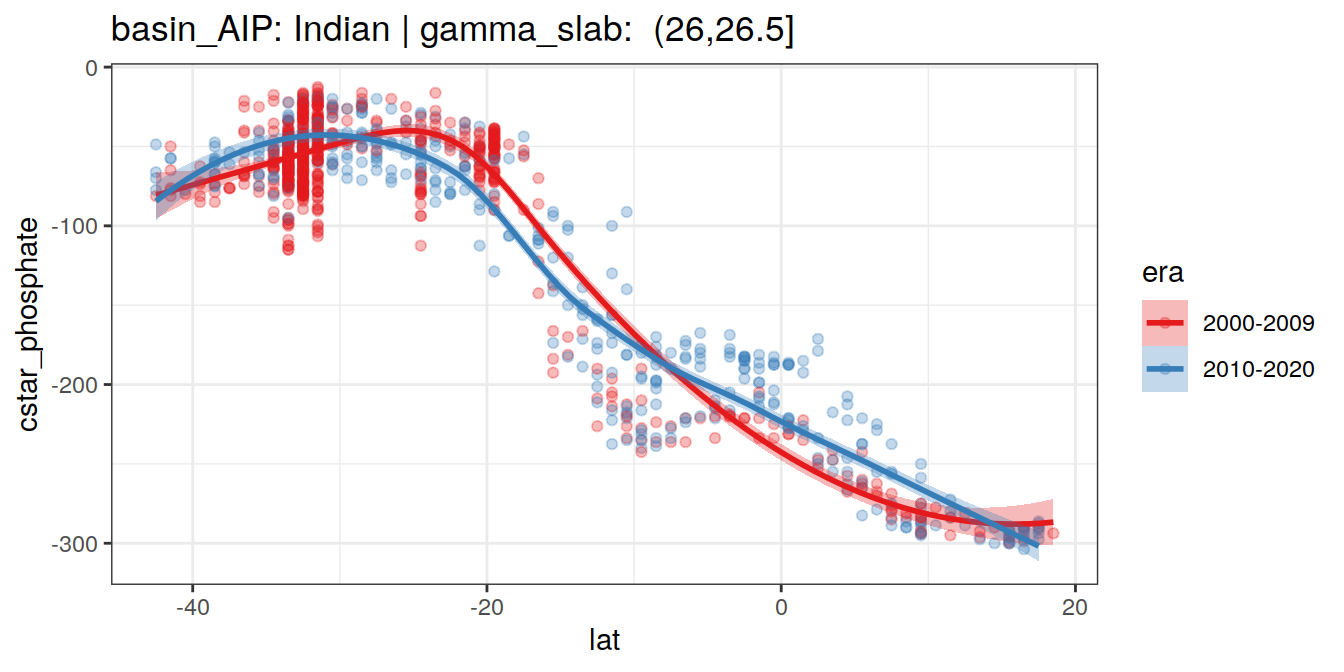 basin_AIP: Indian | gamma_slab:  (26,26.5]
cstar_phosphate
0
-100
-200
-300
-40
-20
0
20
lat
era
2000-2009
2010-2020